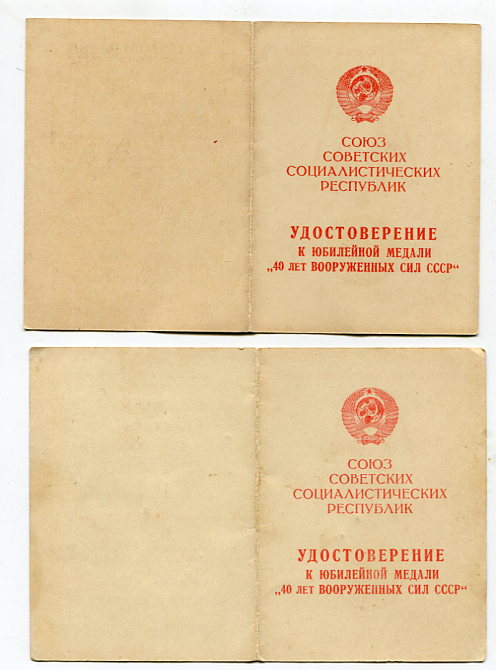 СОЮЗ
СОВЕТСКИХ
СОЦИАЛИСТИЧЕСКИХ
РЕСПУБЛИК
УДОСТОВЕРЕНИЕ
К ЮБИЛЕЙНОЙ МЕДАЛИ
„40 ЛЕТ ВООРУЖЕННЫХ СИЛ СССР“
СОЮЗ
СОВЕТСКИХ
СОЦИАЛИСТИЧЕСКИХ
РЕСПУБЛИК
УДОСТОВЕРЕНИЕ
К ЮБИЛЕЙНОЙ МЕДАЛИ
„40 ЛЕТ ВООРУЖЕННЫХ СИЛ СССР“